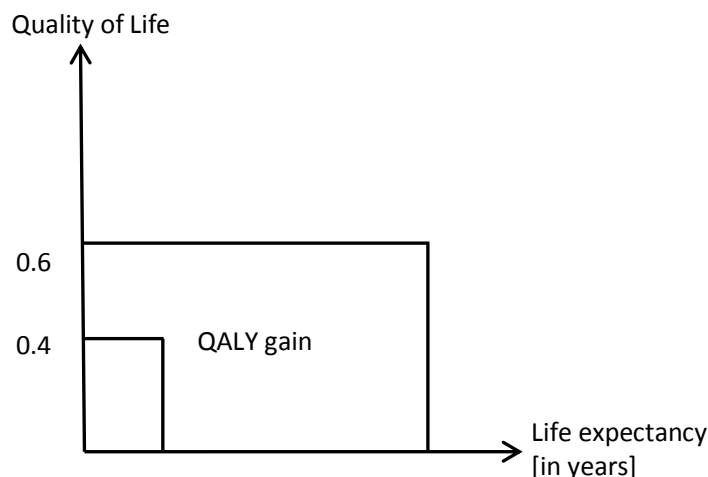 Quality of Life
0.6
0.4
QALY gain
Life expectancy
[in years]